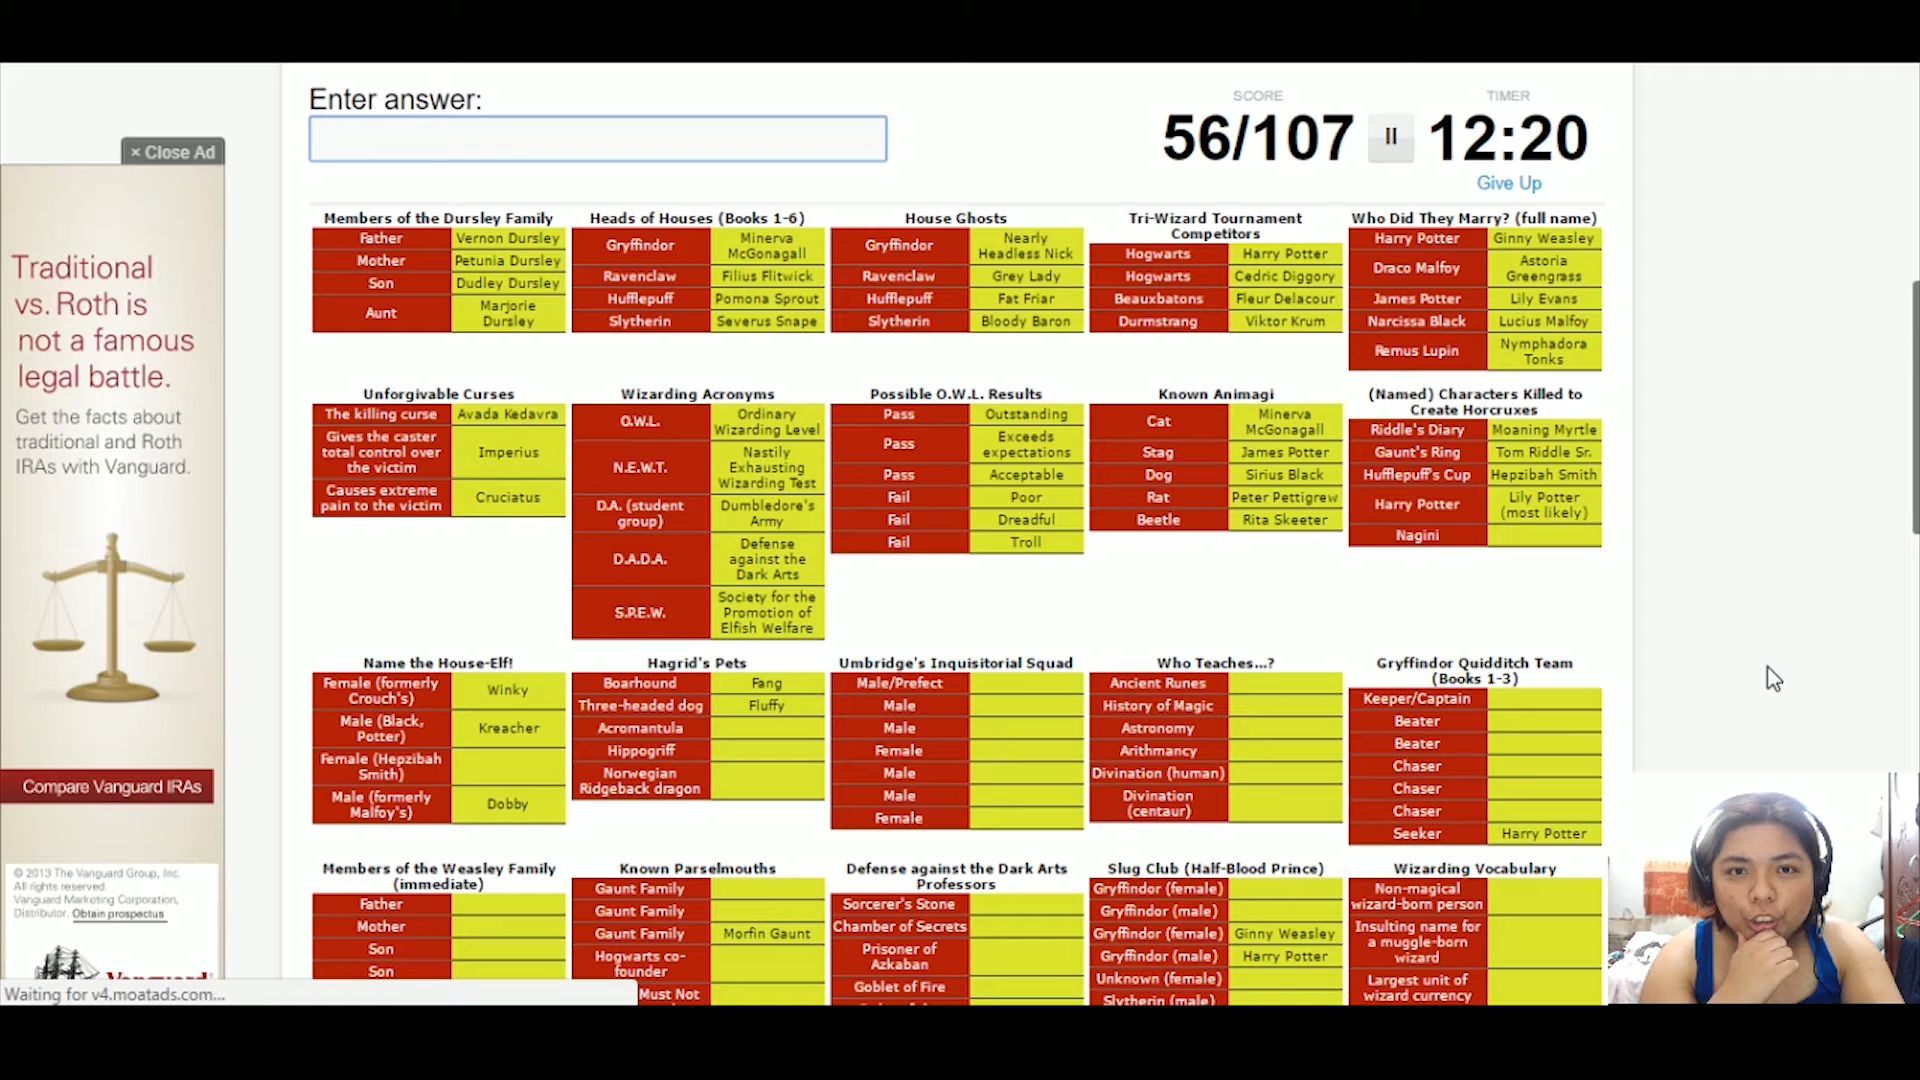 Enter answer:
SCORE
TIMER
56/107
II
12:20
Give Up
× Close Ad
Traditional
vs. Roth is
not a famous
legal battle.
Get the facts about
traditional and Roth
IRAs with Vanguard.
Compare Vanguard IRAs
© 2013 The Vanguard Group, Inc.
All rights reserved.
Vanguard Marketing Corporation,
Distributor. Obtain prospectus
Vanguard
Waiting for v4.moatads.com...
Members of the Dursley Family
Father Vernon Dursley
Mother Petunia Dursley
Son Dudley Dursley
Aunt Marjorie
Dursley
Heads of Houses (Books 1-6)
Gryffindor Minerva
McGonagall
Ravenclaw Filius Flitwick
Hufflepuff Pomona Sprout
Slytherin Severus Snape
House Ghosts
Gryffindor Nearly
Headless Nick
Ravenclaw Grey Lady
Hufflepuff Fat Friar
Slytherin Bloody Baron
Tri-Wizard Tournament
Competitors
Hogwarts Harry Potter
Hogwarts Cedric Diggory
Beauxbatons Fleur Delacour
Durmstrang Viktor Krum
Who Did They Marry? (full name)
Harry Potter Ginny Weasley
Draco Malfoy Astoria
Greengrass
James Potter Lily Evans
Narcissa Black Lucius Malfoy
Remus Lupin Nymphadora
Tonks
Unforgivable Curses
The killing curse Avada Kedavra
Gives the caster
total control over
the victim
Imperius
Causes extreme
pain to the victim
Cruciatus
Wizarding Acronyms
O.W.L. Ordinary
Wizarding Level
N.E.W.T. Nastily
Exhausting
Wizarding Test
D.A. (student
group)
Dumbledore's
Army
D.A.D.A. Defense
against the
Dark Arts
S.P.E.W. Society for the
Promotion of
Elfish Welfare
Possible O.W.L. Results
Pass Outstanding
Pass Exceeds
expectations
Pass Acceptable
Fail Poor
Fail Dreadful
Fail Troll
Known Animagi
Cat Minerva
McGonagall
Stag James Potter
Dog Sirius Black
Rat Peter Pettigrew
Beetle Rita Skeeter
(Named) Characters Killed to
Create Horcruxes
Riddle's Diary Moaning Myrtle
Gaunt's Ring Tom Riddle Sr.
Hufflepuff's Cup Hepzibah Smith
Harry Potter Lily Potter
(most likely)
Nagini
Name the House-Elf!
Female (formerly
Crouch's)
Winky
Male (Black,
Potter)
Kreacher
Female (Hepzibah
Smith)
Male (formerly
Malfoy's)
Dobby
Hagrid's Pets
Boarhound Fang
Three-headed dog Fluffy
Acromantula
Hippogriff
Norwegian
Ridgeback dragon
Umbridge's Inquisitorial Squad
Male/Prefect
Male
Male
Female
Male
Male
Female
Who Teaches...?
Ancient Runes
History of Magic
Astronomy
Arithmancy
Divination (human)
Divination
(centaur)
Gryffindor Quidditch Team
(Books 1-3)
Keeper/Captain
Beater
Beater
Chaser
Chaser
Chaser
Seeker Harry Potter
Members of the Weasley Family
(immediate)
Father
Mother
Son
Son
Known Parselmouths
Gaunt Family
Gaunt Family
Gaunt Family Morfin Gaunt
Hogwarts co-
founder
Must Not
Defense against the Dark Arts
Professors
Sorcerer's Stone
Chamber of Secrets
Prisoner of
Azkaban
Goblet of Fire
Slug Club (Half-Blood Prince)
Gryffindor (female)
Gryffindor (male)
Gryffindor (female) Ginny Weasley
Gryffindor (male) Harry Potter
Unknown (female)
Slytherin (male)
Wizarding Vocabulary
Non-magical
wizard-born person
Insulting name for
a muggle-born
wizard
Largest unit of
wizard currency